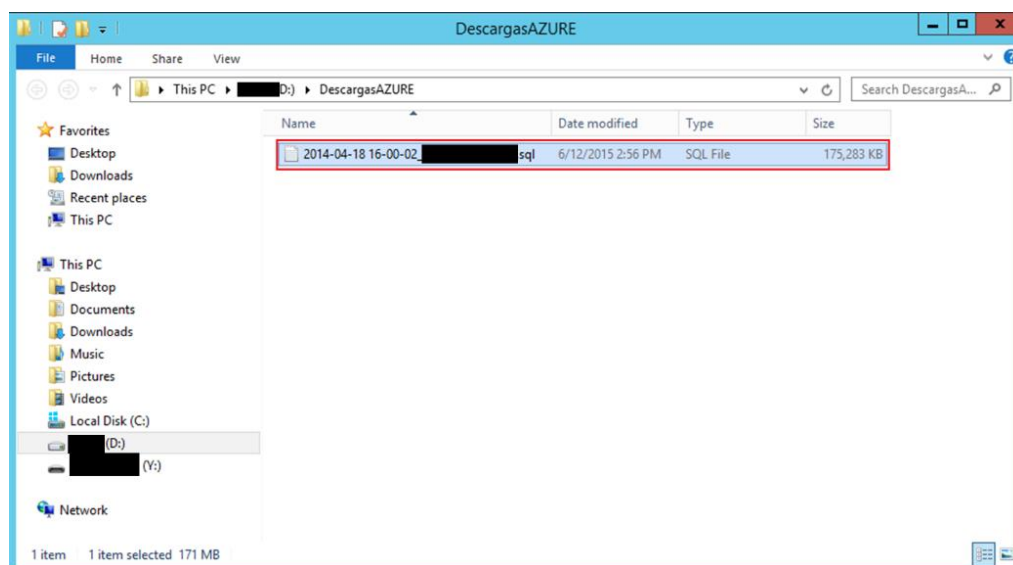 DescargasAZURE
File Home Share View
This PC D:) DescargasAZURE Search DescargasA...
Name Date modified Type Size
2014-04-18 16-00-02_ sql 6/12/2015 2:56 PM SQL File 175,283 KB
Favorites
Desktop
Downloads
Recent places
This PC
This PC
Desktop
Documents
Downloads
Music
Pictures
Videos
Local Disk (C:)
(D:)
(Y:)
Network
1 item 1 item selected 171 MB